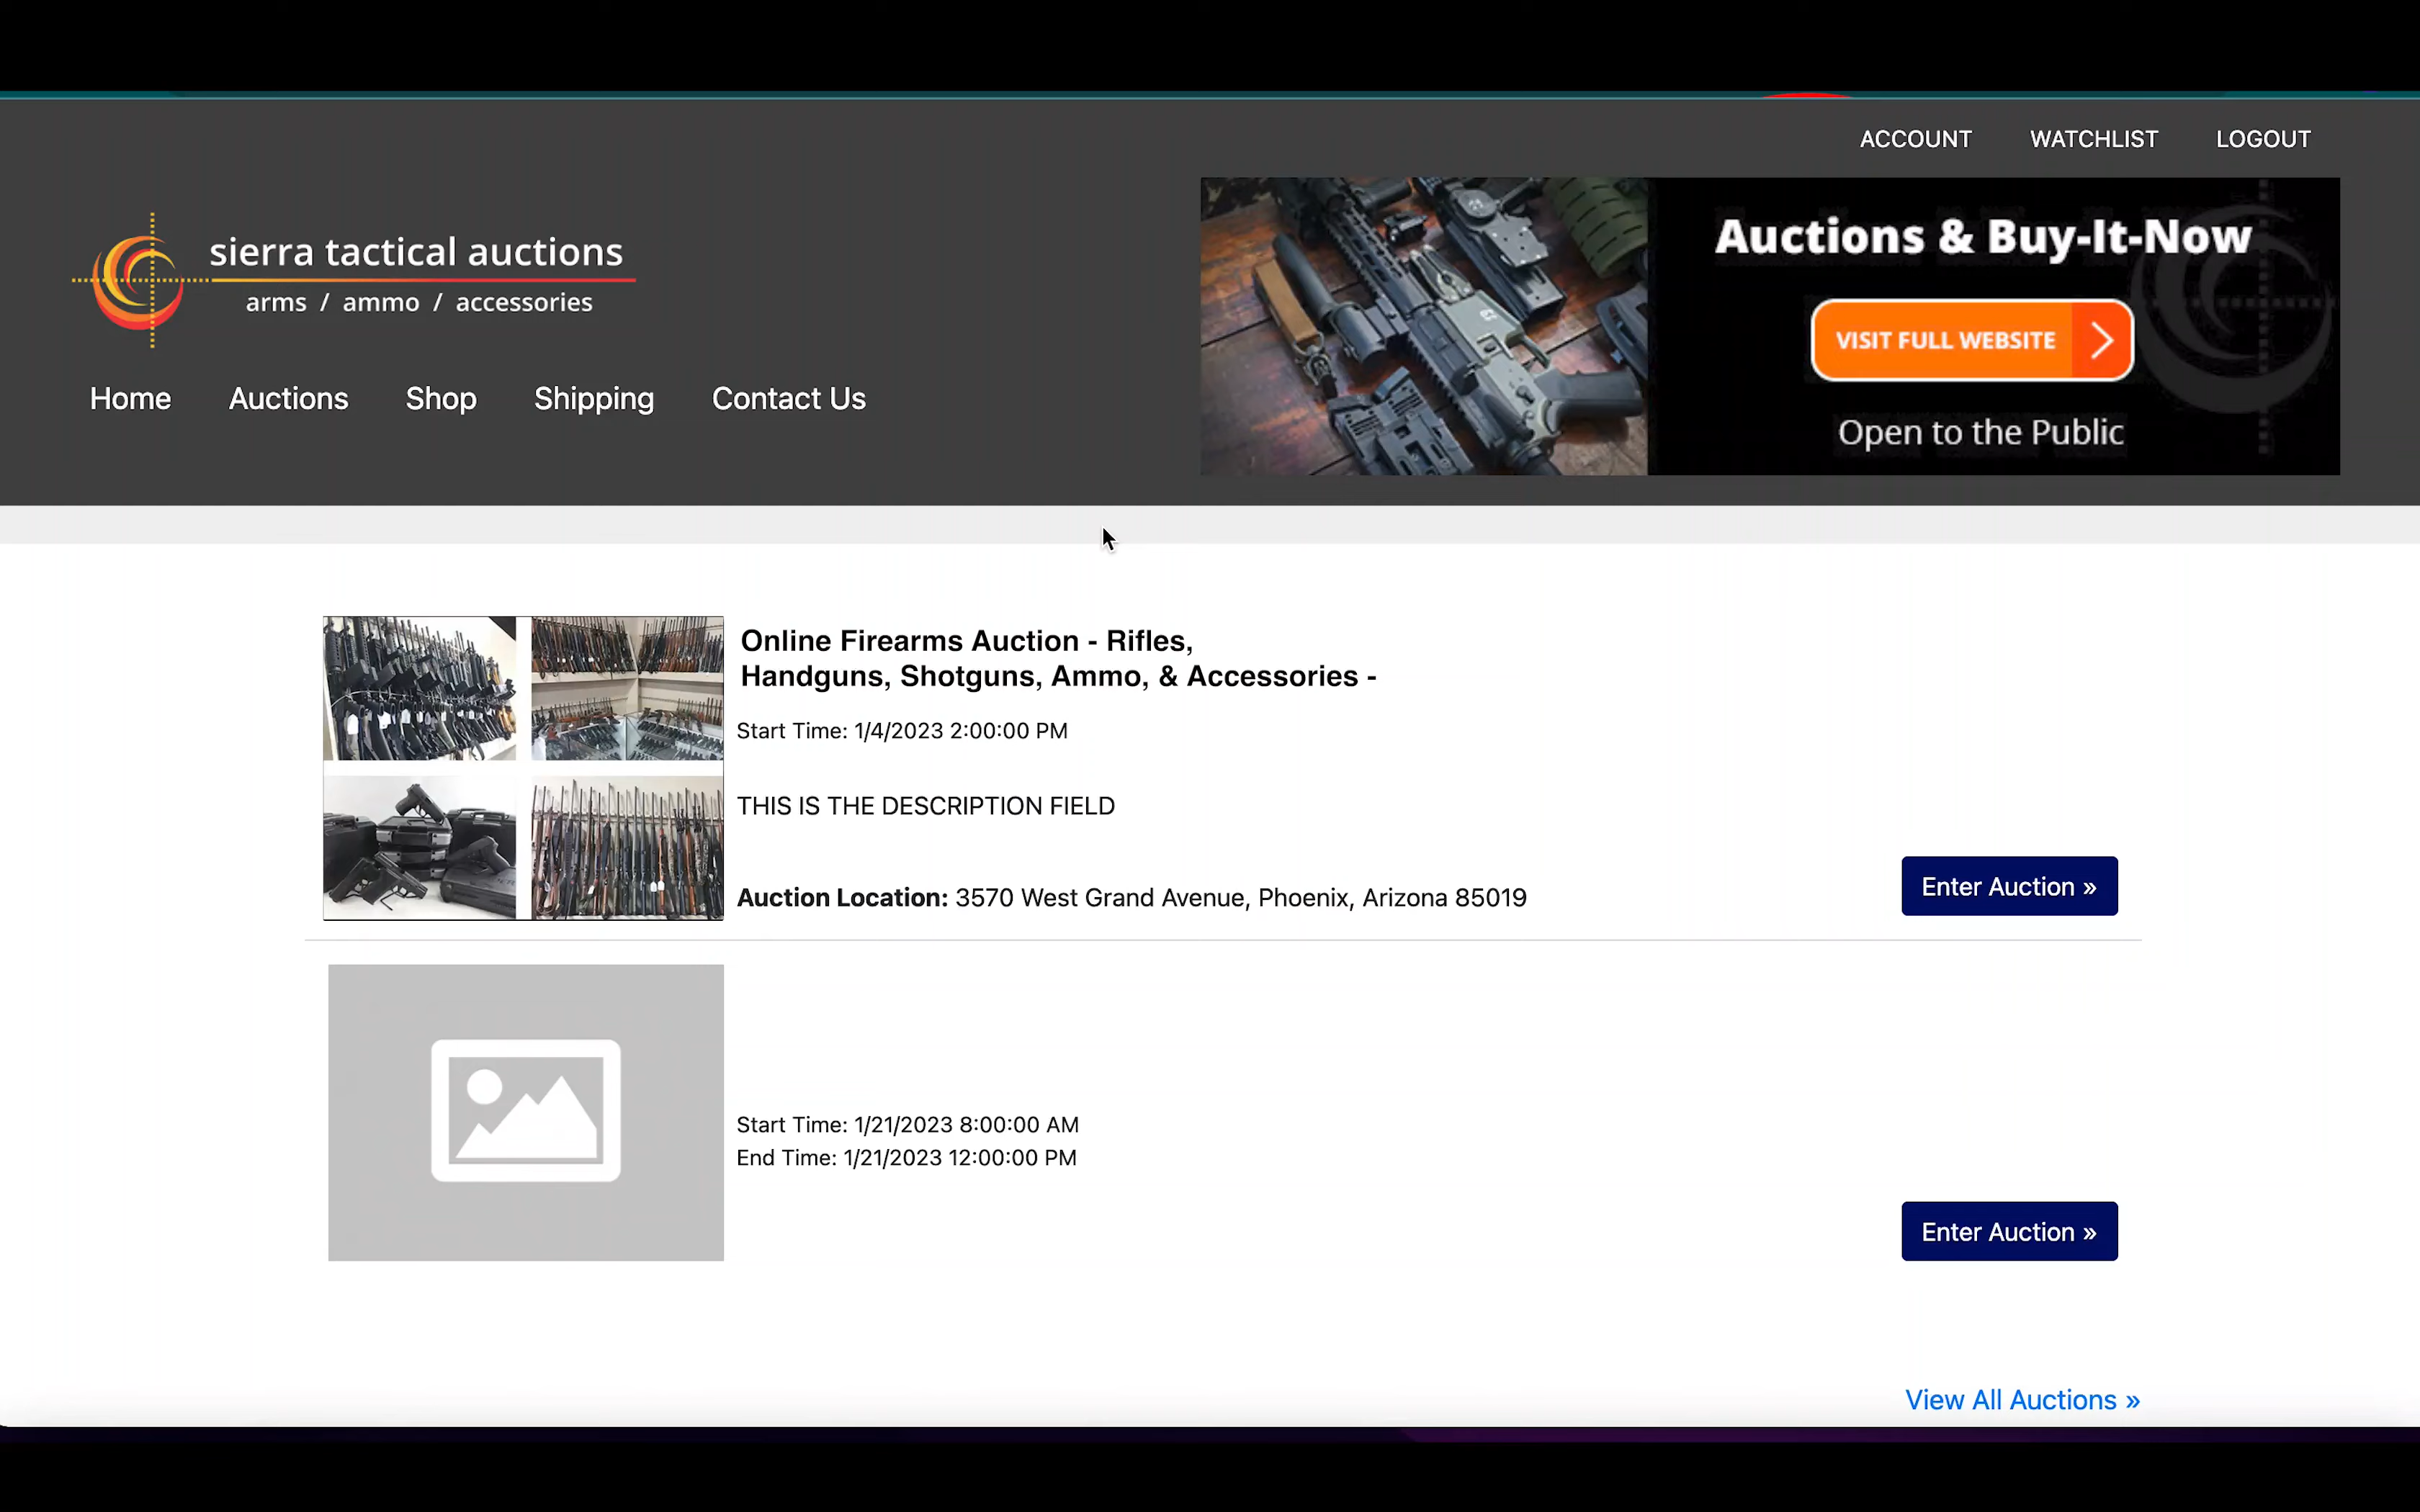 ACCOUNT WATCHLIST LOGOUT
sierra tactical auctions
arms / ammo / accessories
Home Auctions Shop Shipping Contact Us
Auctions & Buy-It-Now
VISIT FULL WEBSITE
Open to the Public
Online Firearms Auction - Rifles,
Handguns, Shotguns, Ammo, & Accessories -
Start Time: 1/4/2023 2:00:00 PM
THIS IS THE DESCRIPTION FIELD
Auction Location: 3570 West Grand Avenue, Phoenix, Arizona 85019
Enter Auction »
Start Time: 1/21/2023 8:00:00 AM
End Time: 1/21/2023 12:00:00 PM
Enter Auction »
View All Auctions »